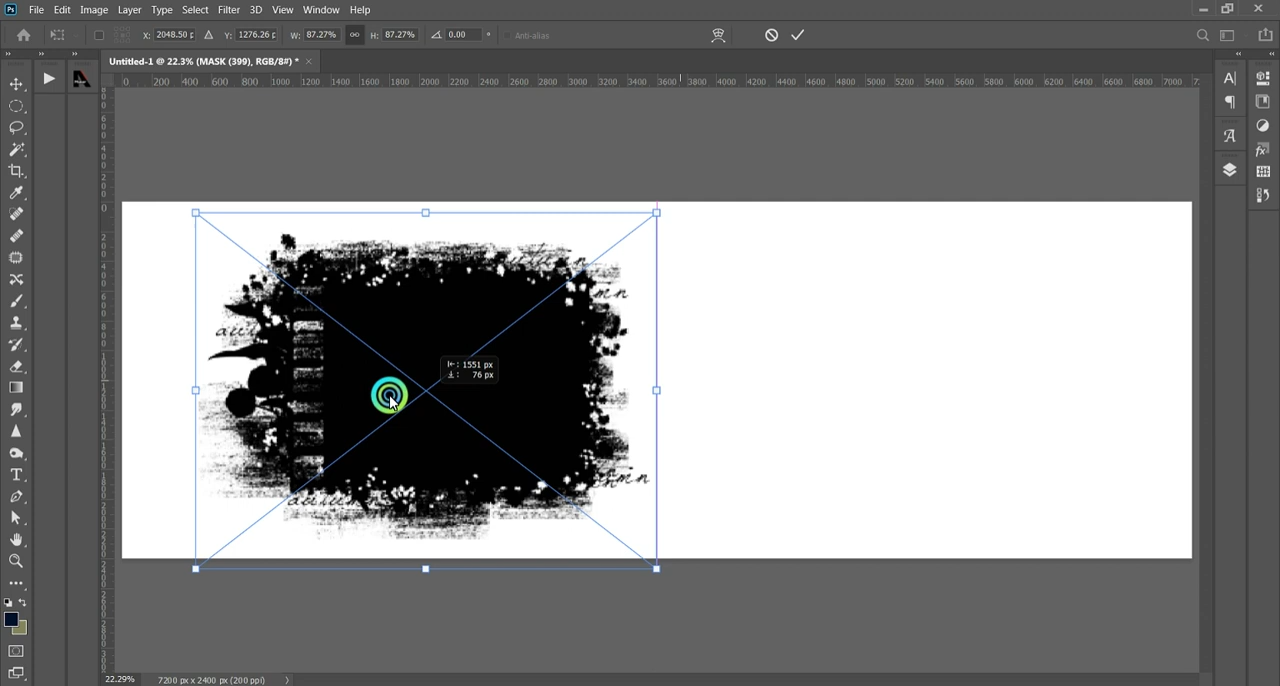 Ps File Edit Image Layer Type Select Filter 3D View Window Help
X: 2048.50 p Y: 1276.26 p W: 87.27% H: 87.27% 0.00 ° Anti-alias
Untitled-1 @ 22.3% (MASK (399), RGB/8#) * ×
0 200 400 600 800 1000 1200 1400 1600 1800 2000 2200 2400 2600 2800 3000 3200 3400 3600 3800 4000 4200 4400 4600 4800 5000 5200 5400 5600 5800 6000 6200 6400 6600 6800 7000
: 1551 px
: 76 px
22.29% 7200 px x 2400 px (200 ppi)